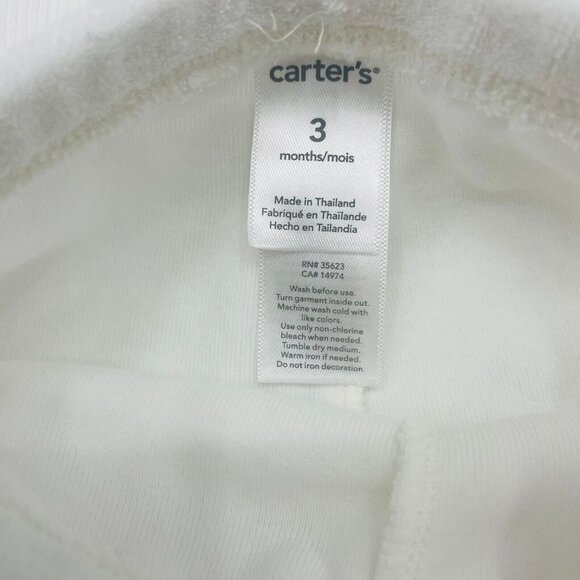 carter's®
3
months/mois
Made in Thailand
Fabriqué en Thaïlande
Hecho en Tailandia
RN# 35623
CA# 14974
Wash before use.
Turn garment inside out.
Machine wash cold with
like colors.
Use only non-chlorine
bleach when needed.
Tumble dry medium.
Warm iron if needed.
Do not iron decoration.